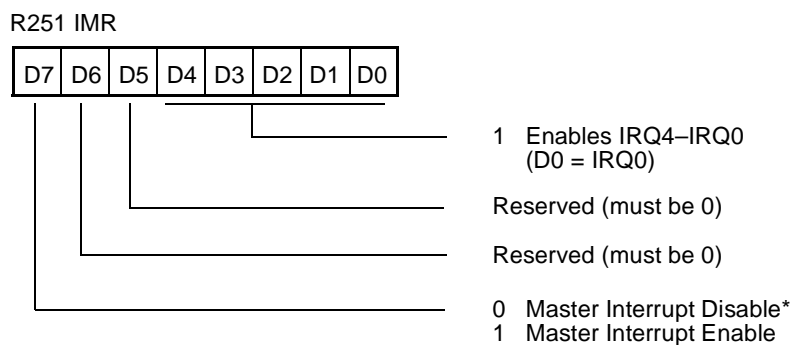 R251 IMR
D7 D6 D5 D4 D3 D2 D1 D0
1 Enables IRQ4–IRQ0
(D0 = IRQ0)
Reserved (must be 0)
Reserved (must be 0)
0 Master Interrupt Disable*
1 Master Interrupt Enable